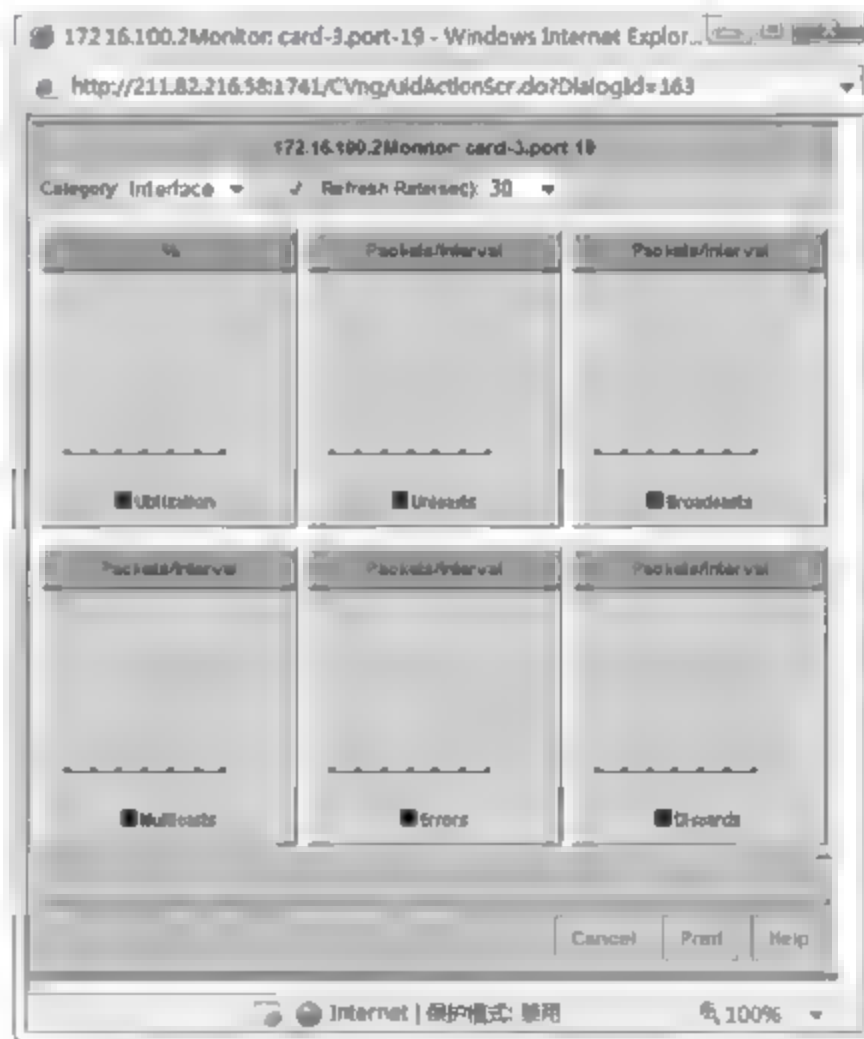 172.16.100.2Monitor: card-3.port-19 - Windows Internet Explor...
http://211.82.216.58:1741/CVng/uidActionScr.do?DialogId=163
172.16.100.2Monitor: card-3.port-19
Category Interface Refresh Rate(sec): 30
% Packets/Interval Packets/Interval
Utilization Unicasts Broadcasts
Packets/Interval Packets/Interval Packets/Interval
Multicasts Errors Discards
Cancel Print Help
Internet | 保护模式: 禁用 100%